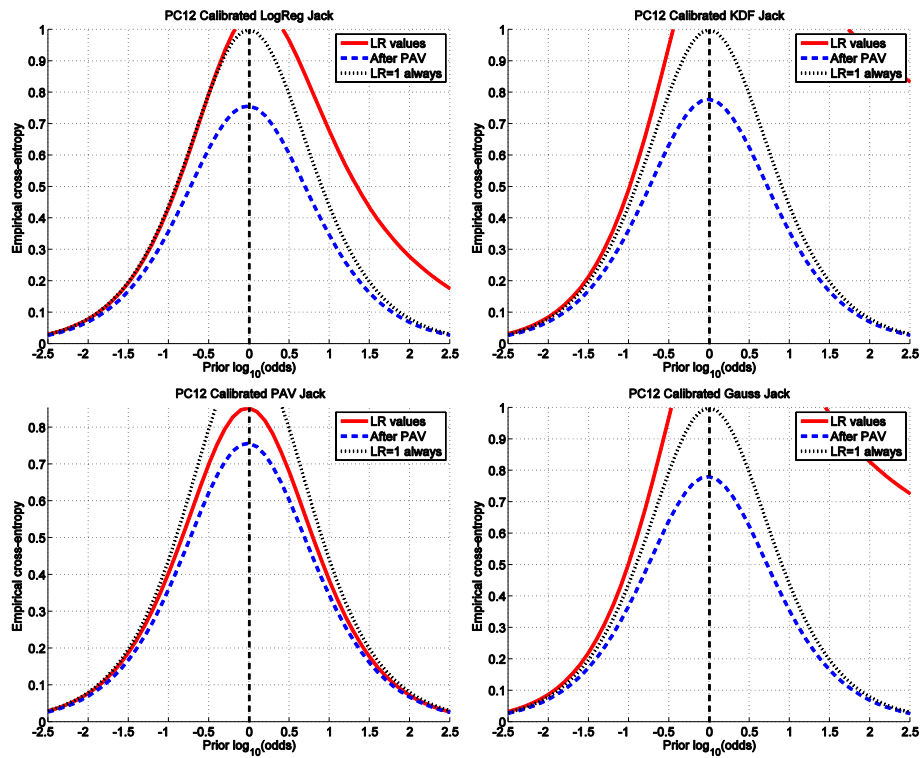 PC12 Calibrated LogReg Jack
Empirical cross-entropy
1
0.9
0.8
0.7
0.6
0.5
0.4
0.3
0.2
0.1
0
LR values
After PAV
LR=1 always
-2.5 -2 -1.5 -1 -0.5 0 0.5 1 1.5 2 2.5
Prior log10(odds)
PC12 Calibrated KDF Jack
Empirical cross-entropy
1
0.9
0.8
0.7
0.6
0.5
0.4
0.3
0.2
0.1
0
LR values
After PAV
LR=1 always
-2.5 -2 -1.5 -1 -0.5 0 0.5 1 1.5 2 2.5
Prior log10(odds)
PC12 Calibrated PAV Jack
Empirical cross-entropy
0.8
0.7
0.6
0.5
0.4
0.3
0.2
0.1
0
LR values
After PAV
LR=1 always
-2.5 -2 -1.5 -1 -0.5 0 0.5 1 1.5 2 2.5
Prior log10(odds)
PC12 Calibrated Gauss Jack
Empirical cross-entropy
1
0.9
0.8
0.7
0.6
0.5
0.4
0.3
0.2
0.1
0
LR values
After PAV
LR=1 always
-2.5 -2 -1.5 -1 -0.5 0 0.5 1 1.5 2 2.5
Prior log10(odds)